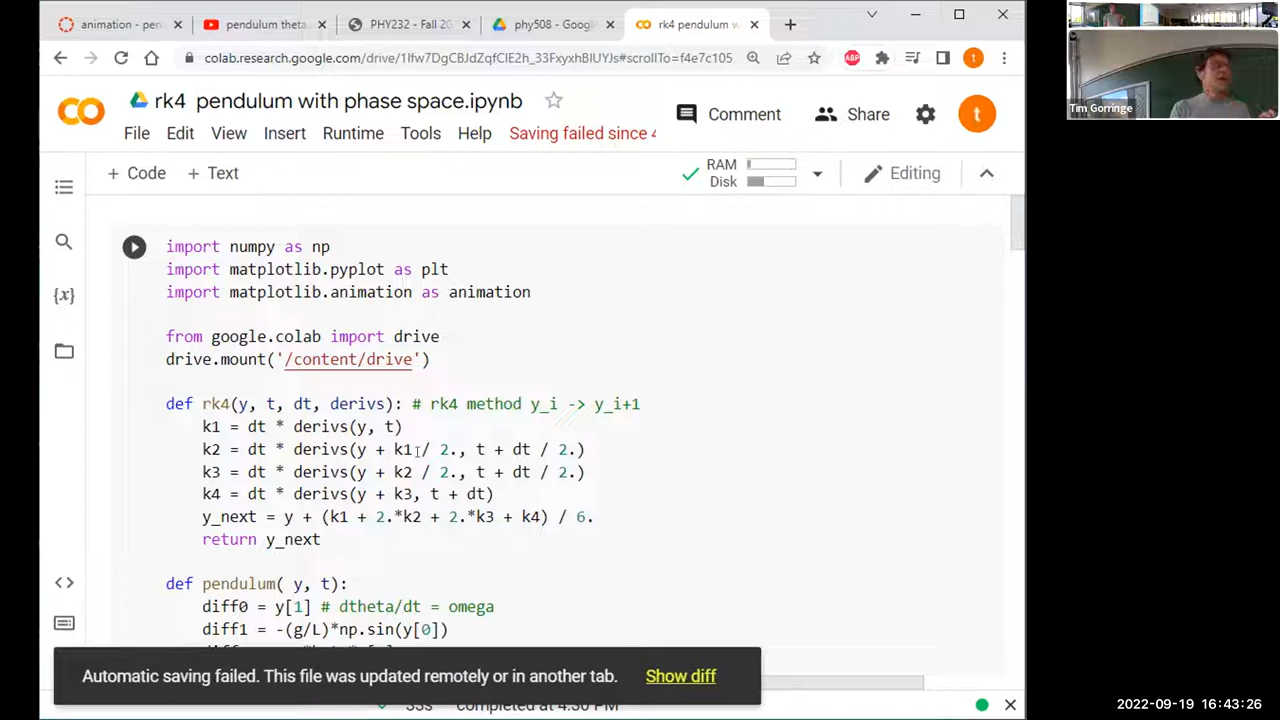 animation - pen
pendulum theta
PHY232 - Fall 20
phy508 - Google
rk4 pendulum w
colab.research.google.com/drive/1Ifw7DgCBJdZqfCIE2h_33FxyxhBlUYJs#scrollTo=f4e7c105
ABP
t
rk4 pendulum with phase space.ipynb
Comment
Share
t
File Edit View Insert Runtime Tools Help Saving failed since 4
+ Code + Text
RAM
Disk
Editing
import numpy as np
import matplotlib.pyplot as plt
import matplotlib.animation as animation
from google.colab import drive
drive.mount('/content/drive')
def rk4(y, t, dt, derivs): # rk4 method y_i -> y_i+1
k1 = dt * derivs(y, t)
k2 = dt * derivs(y + k1 / 2., t + dt / 2.)
k3 = dt * derivs(y + k2 / 2., t + dt / 2.)
k4 = dt * derivs(y + k3, t + dt)
y_next = y + (k1 + 2.*k2 + 2.*k3 + k4) / 6.
return y_next
def pendulum( y, t):
diff0 = y[1] # dtheta/dt = omega
diff1 = -(g/L)*np.sin(y[0])
Automatic saving failed. This file was updated remotely or in another tab. Show diff
33s completed at 4:30 PM
Tim Gorringe
2022-09-19 16:43:26